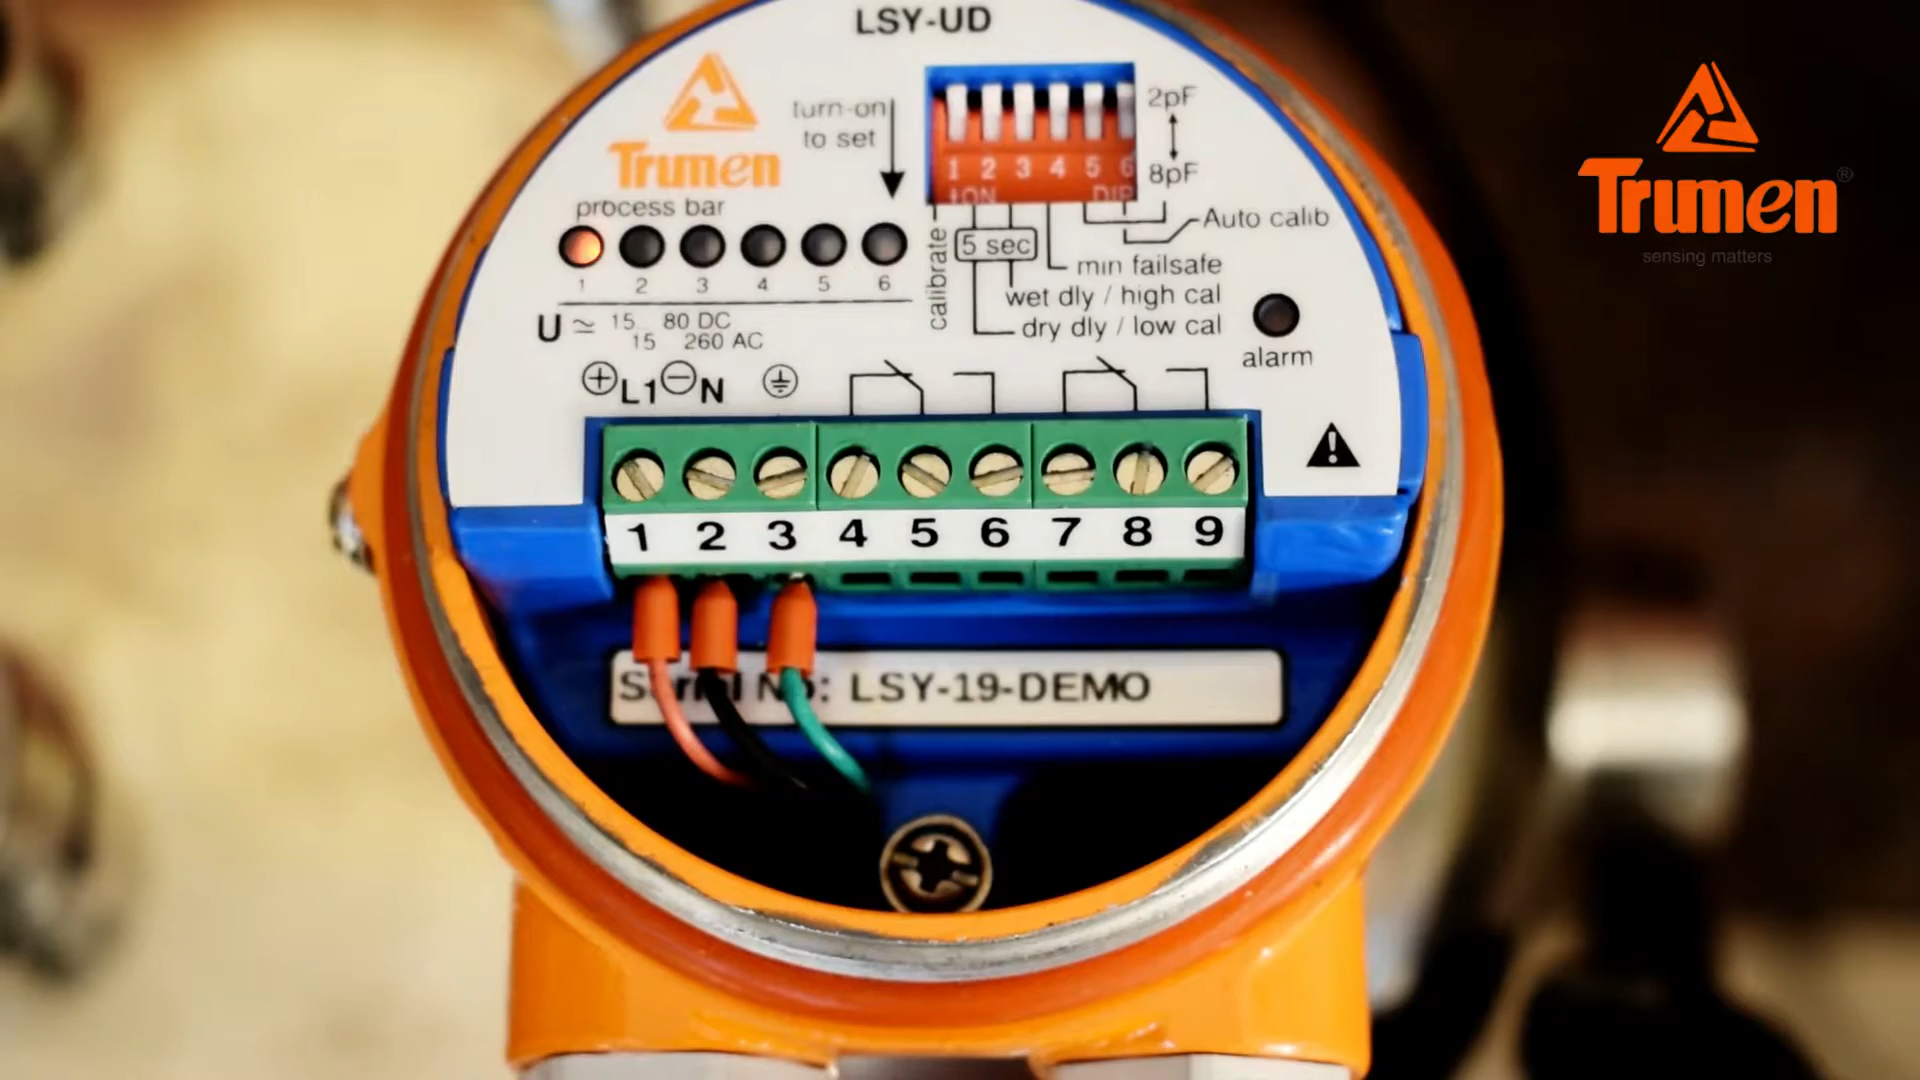 LSY-UD
Trumen
turn-on
to set
1 2 3 4 5 6
ON DIP
2pF
8pF
Auto calib
process bar
1 2 3 4 5 6
calibrate
5 sec
min failsafe
wet dly / high cal
dry dly / low cal
alarm
U ≃ 15.. 80 DC
15 260 AC
+ L1 − N
1 2 3 4 5 6 7 8 9
Serial No: LSY-19-DEMO
Trumen®
sensing matters